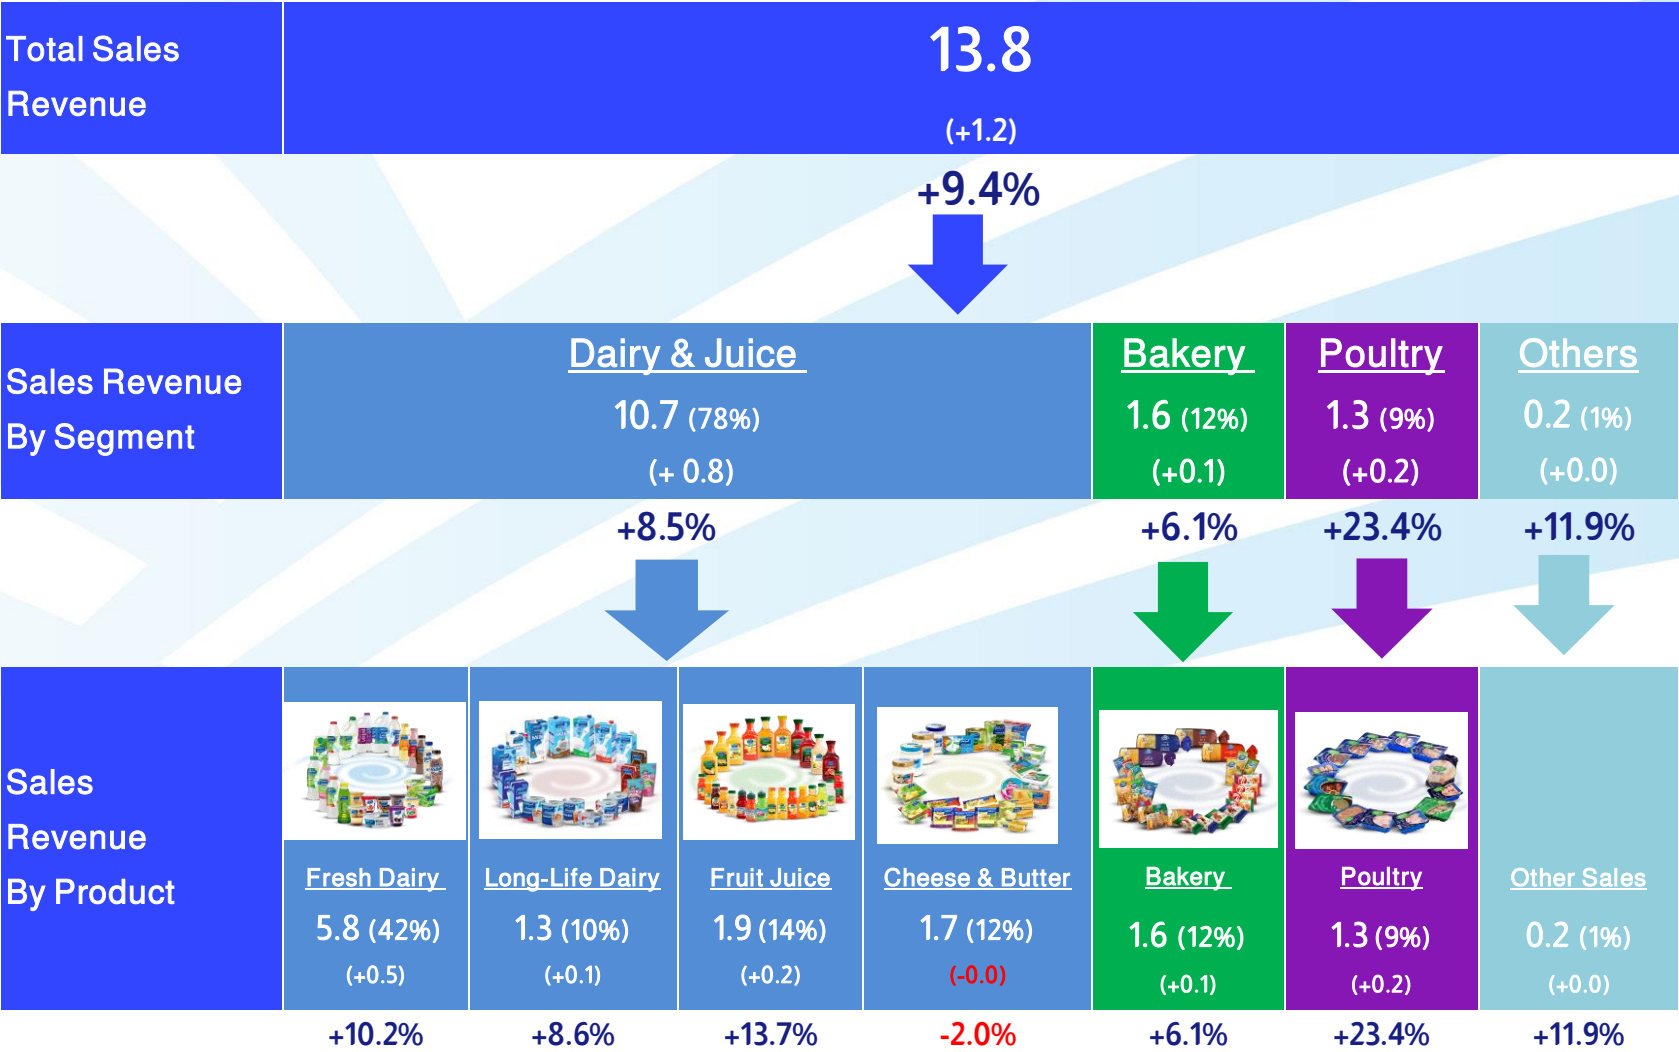 Total Sales
Revenue
13.8
(+1.2)
+9.4%
Sales Revenue
By Segment
Dairy & Juice
10.7 (78%)
(+ 0.8)
+8.5%
Bakery
1.6 (12%)
(+0.1)
+6.1%
Poultry
1.3 (9%)
(+0.2)
+23.4%
Others
0.2 (1%)
(+0.0)
+11.9%
Sales
Revenue
By Product
Fresh Dairy
5.8 (42%)
(+0.5)
+10.2%
Long-Life Dairy
1.3 (10%)
(+0.1)
+8.6%
Fruit Juice
1.9 (14%)
(+0.2)
+13.7%
Cheese & Butter
1.7 (12%)
(-0.0)
-2.0%
Bakery
1.6 (12%)
(+0.1)
+6.1%
Poultry
1.3 (9%)
(+0.2)
+23.4%
Other Sales
0.2 (1%)
(+0.0)
+11.9%